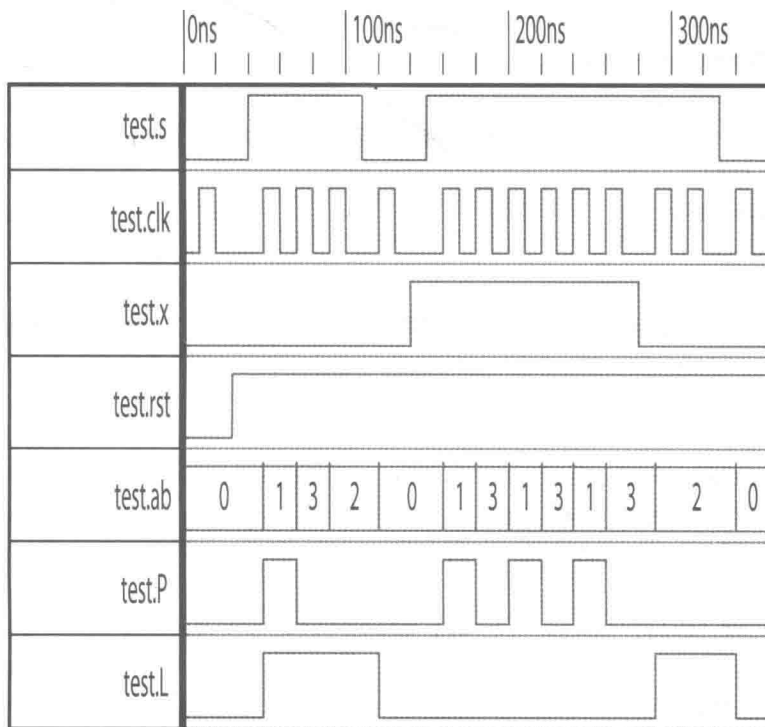 0ns 100ns 200ns 300ns
test.s
test.clk
test.x
test.rst
test.ab 0 1 3 2 0 1 3 1 3 1 3 2 0
test.P
test.L